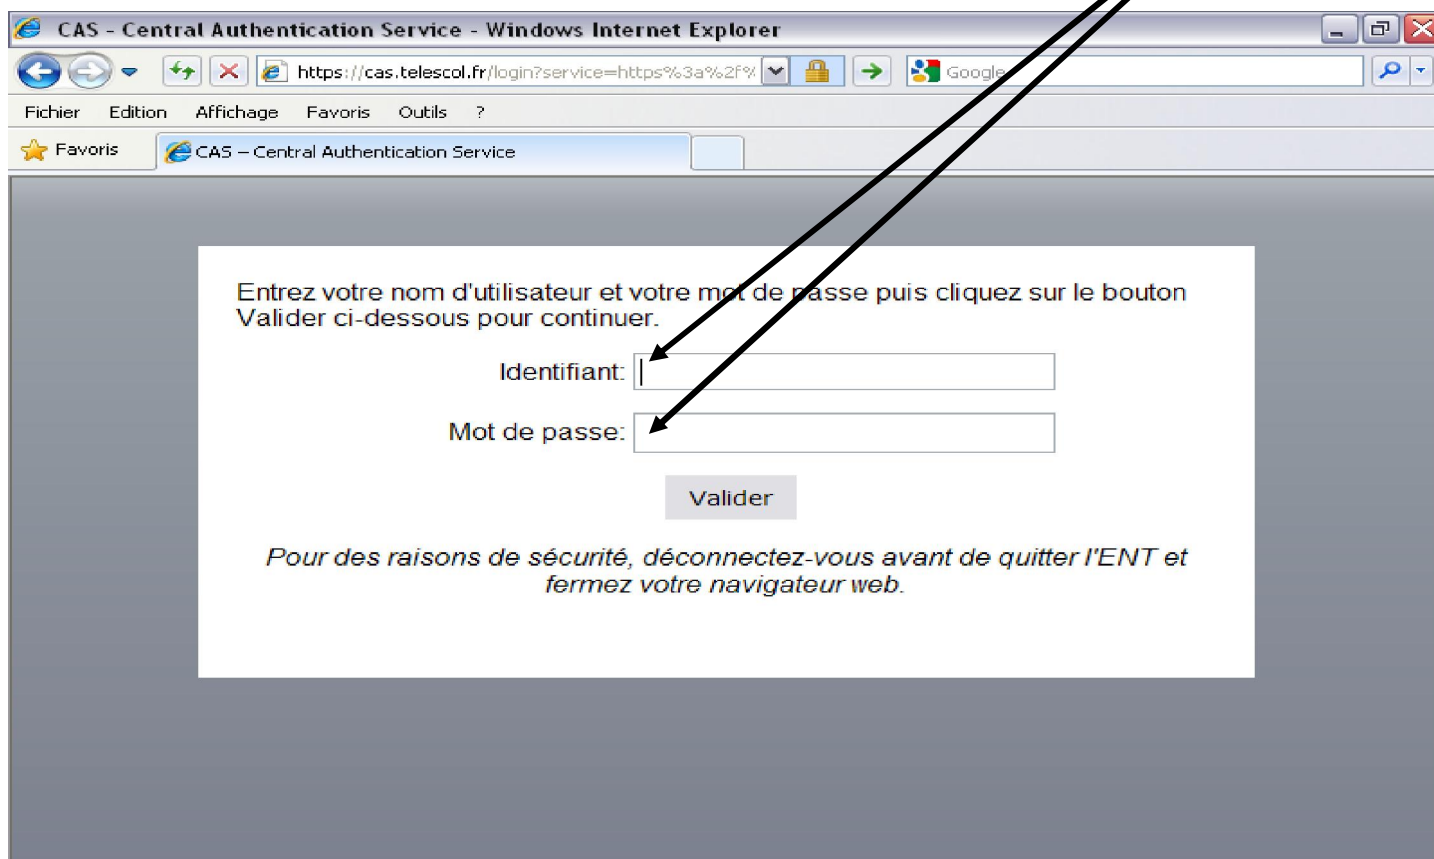 CAS - Central Authentication Service - Windows Internet Explorer
https://cas.telescol.fr/login?service=https%3a%2f% Google
Fichier Edition Affichage Favoris Outils ?
Favoris CAS – Central Authentication Service
Entrez votre nom d'utilisateur et votre mot de passe puis cliquez sur le bouton
Valider ci-dessous pour continuer.
Identifiant:
Mot de passe:
Valider
Pour des raisons de sécurité, déconnectez-vous avant de quitter l'ENT et
fermez votre navigateur web.